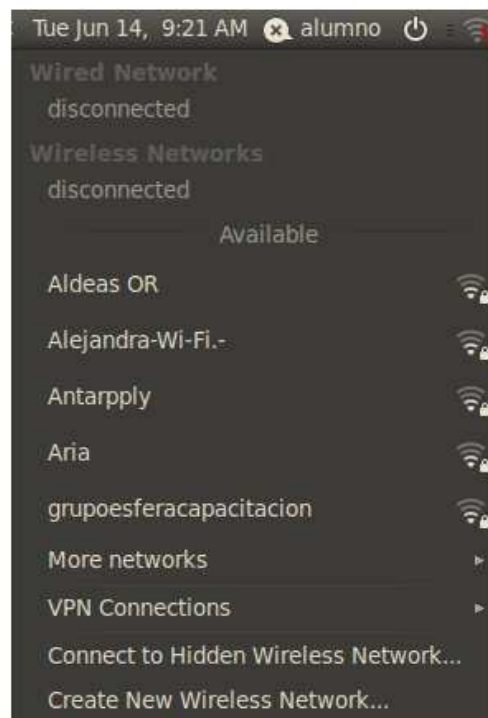 Tue Jun 14, 9:21 AM alumno
Wired Network
disconnected
Wireless Networks
disconnected
Available
Aldeas OR
Alejandra-Wi-Fi.-
Antarpply
Aria
grupoesferacapacitacion
More networks
VPN Connections
Connect to Hidden Wireless Network...
Create New Wireless Network...